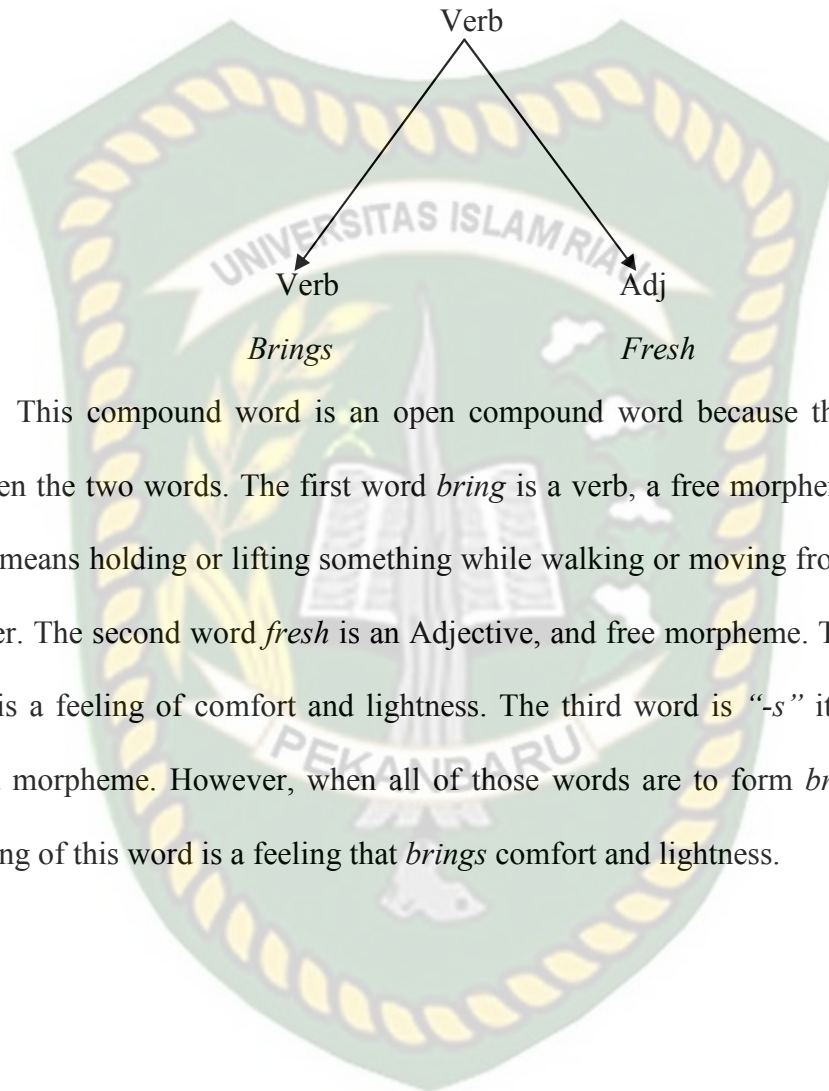 Verb
UNIVERSITAS ISLAM RIAU
Verb Adj
Brings Fresh
This compound word is an open compound word because th
en the two words. The first word bring is a verb, a free morphe
means holding or lifting something while walking or moving fro
er. The second word fresh is an Adjective, and free morpheme. T
is a feeling of comfort and lightness. The third word is “-s” it
morpheme. However, when all of those words are to form br
ng of this word is a feeling that brings comfort and lightness.
PEKANBARU